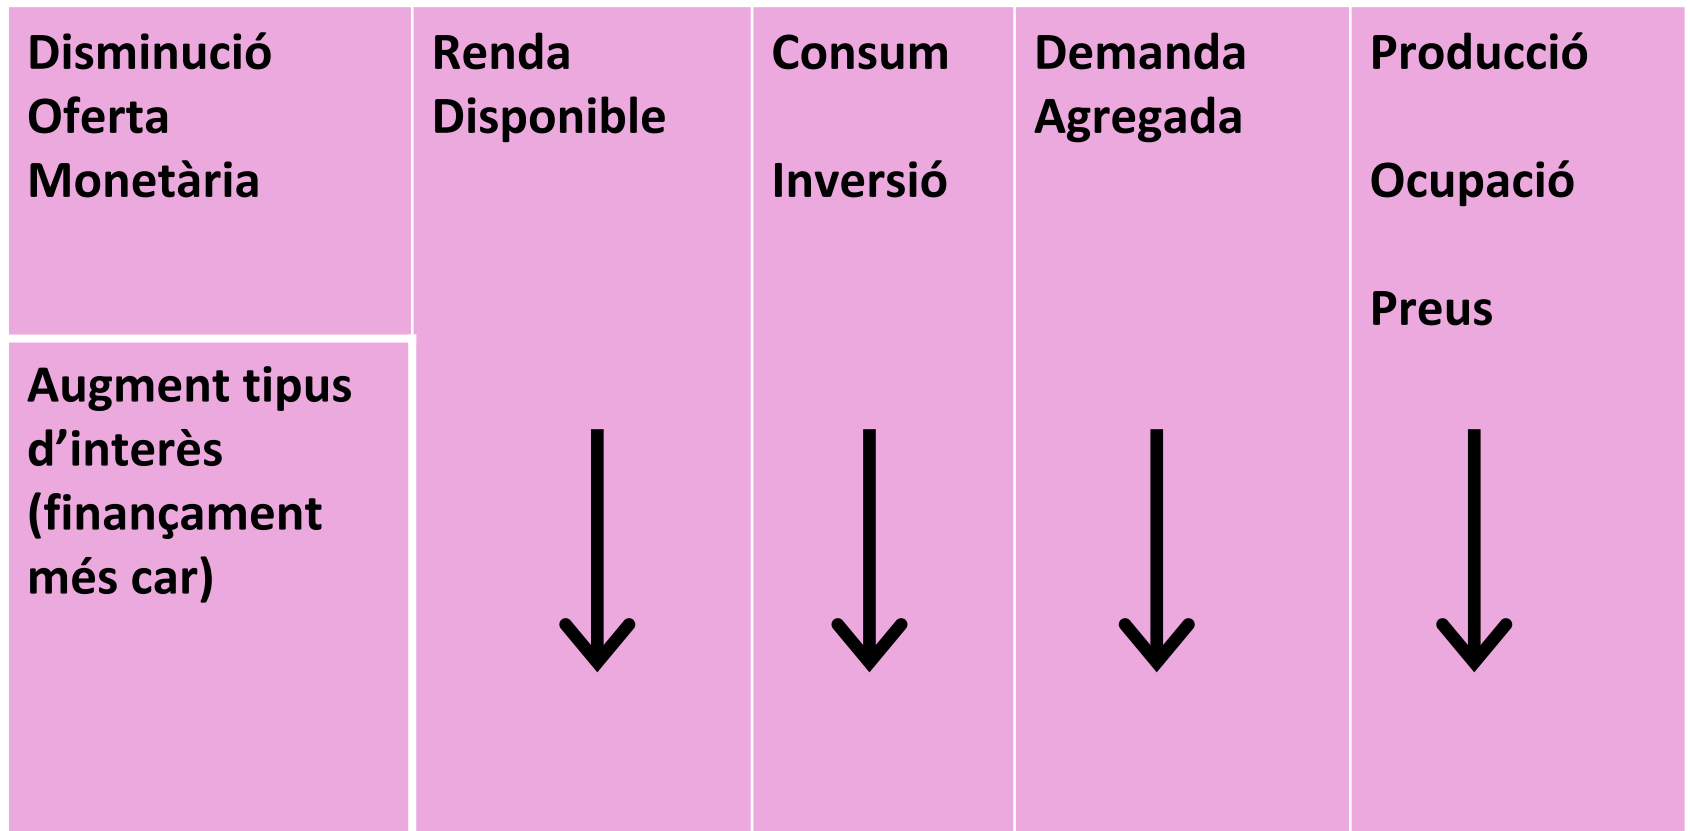 Disminució
Oferta
Monetària
Augment tipus
d’interès
(finançament
més car)
Renda
Disponible
Consum
Inversió
Demanda
Agregada
Producció
Ocupació
Preus